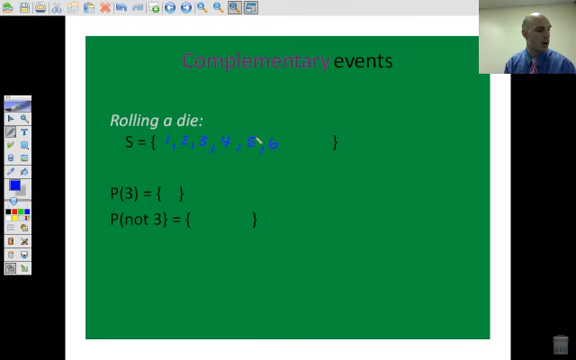 Complementary events
Rolling a die:
S = { 1, 2, 3, 4, 5, 6 }
P(3) = { }
P(not 3} = { }